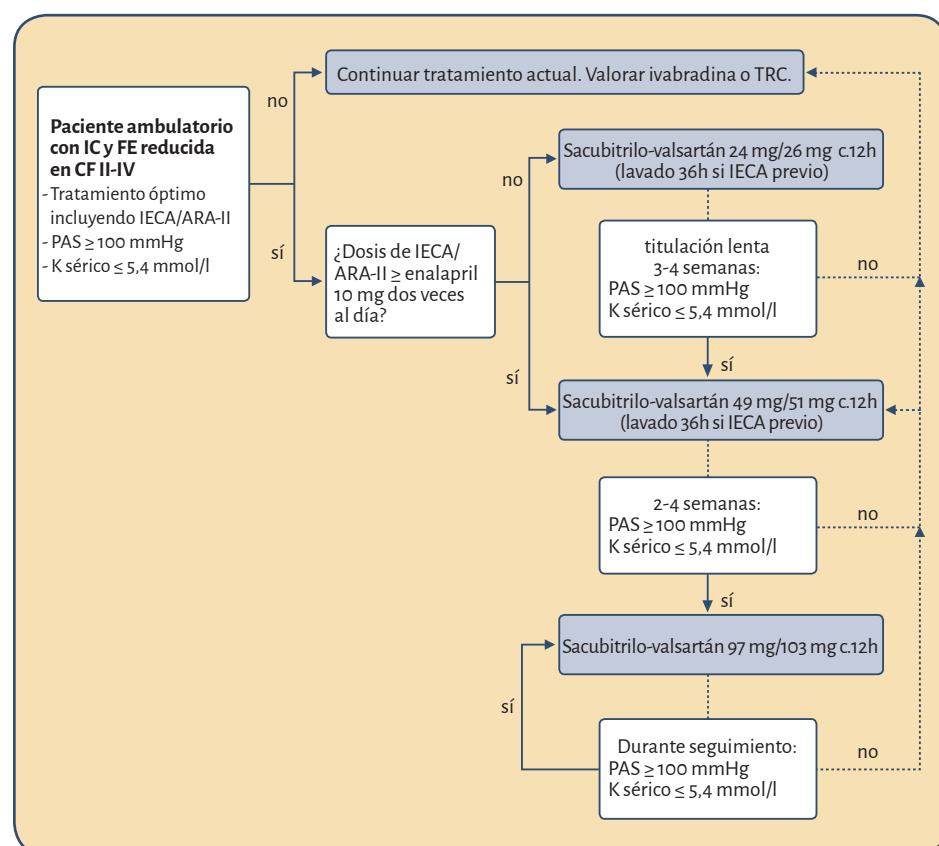 Continuar tratamiento actual. Valorar ivabradina o TRC.
no
Paciente ambulatorio
con IC y FE reducida
en CF II-IV
- Tratamiento óptimo
incluyendo IECA/ARA-II
- PAS ≥ 100 mmHg
- K sérico ≤ 5,4 mmol/l
sí
¿Dosis de IECA/
ARA-II ≥ enalapril
10 mg dos veces
al día?
no
Sacubitrilo-valsartán 24 mg/26 mg c.12h
(lavado 36h si IECA previo)
titulación lenta
3-4 semanas:
PAS ≥ 100 mmHg
K sérico ≤ 5,4 mmol/l
no
sí
sí
Sacubitrilo-valsartán 49 mg/51 mg c.12h
(lavado 36h si IECA previo)
2-4 semanas:
PAS ≥ 100 mmHg
K sérico ≤ 5,4 mmol/l
no
sí
Sacubitrilo-valsartán 97 mg/103 mg c.12h
sí
Durante seguimiento:
PAS ≥ 100 mmHg
K sérico ≤ 5,4 mmol/l
no